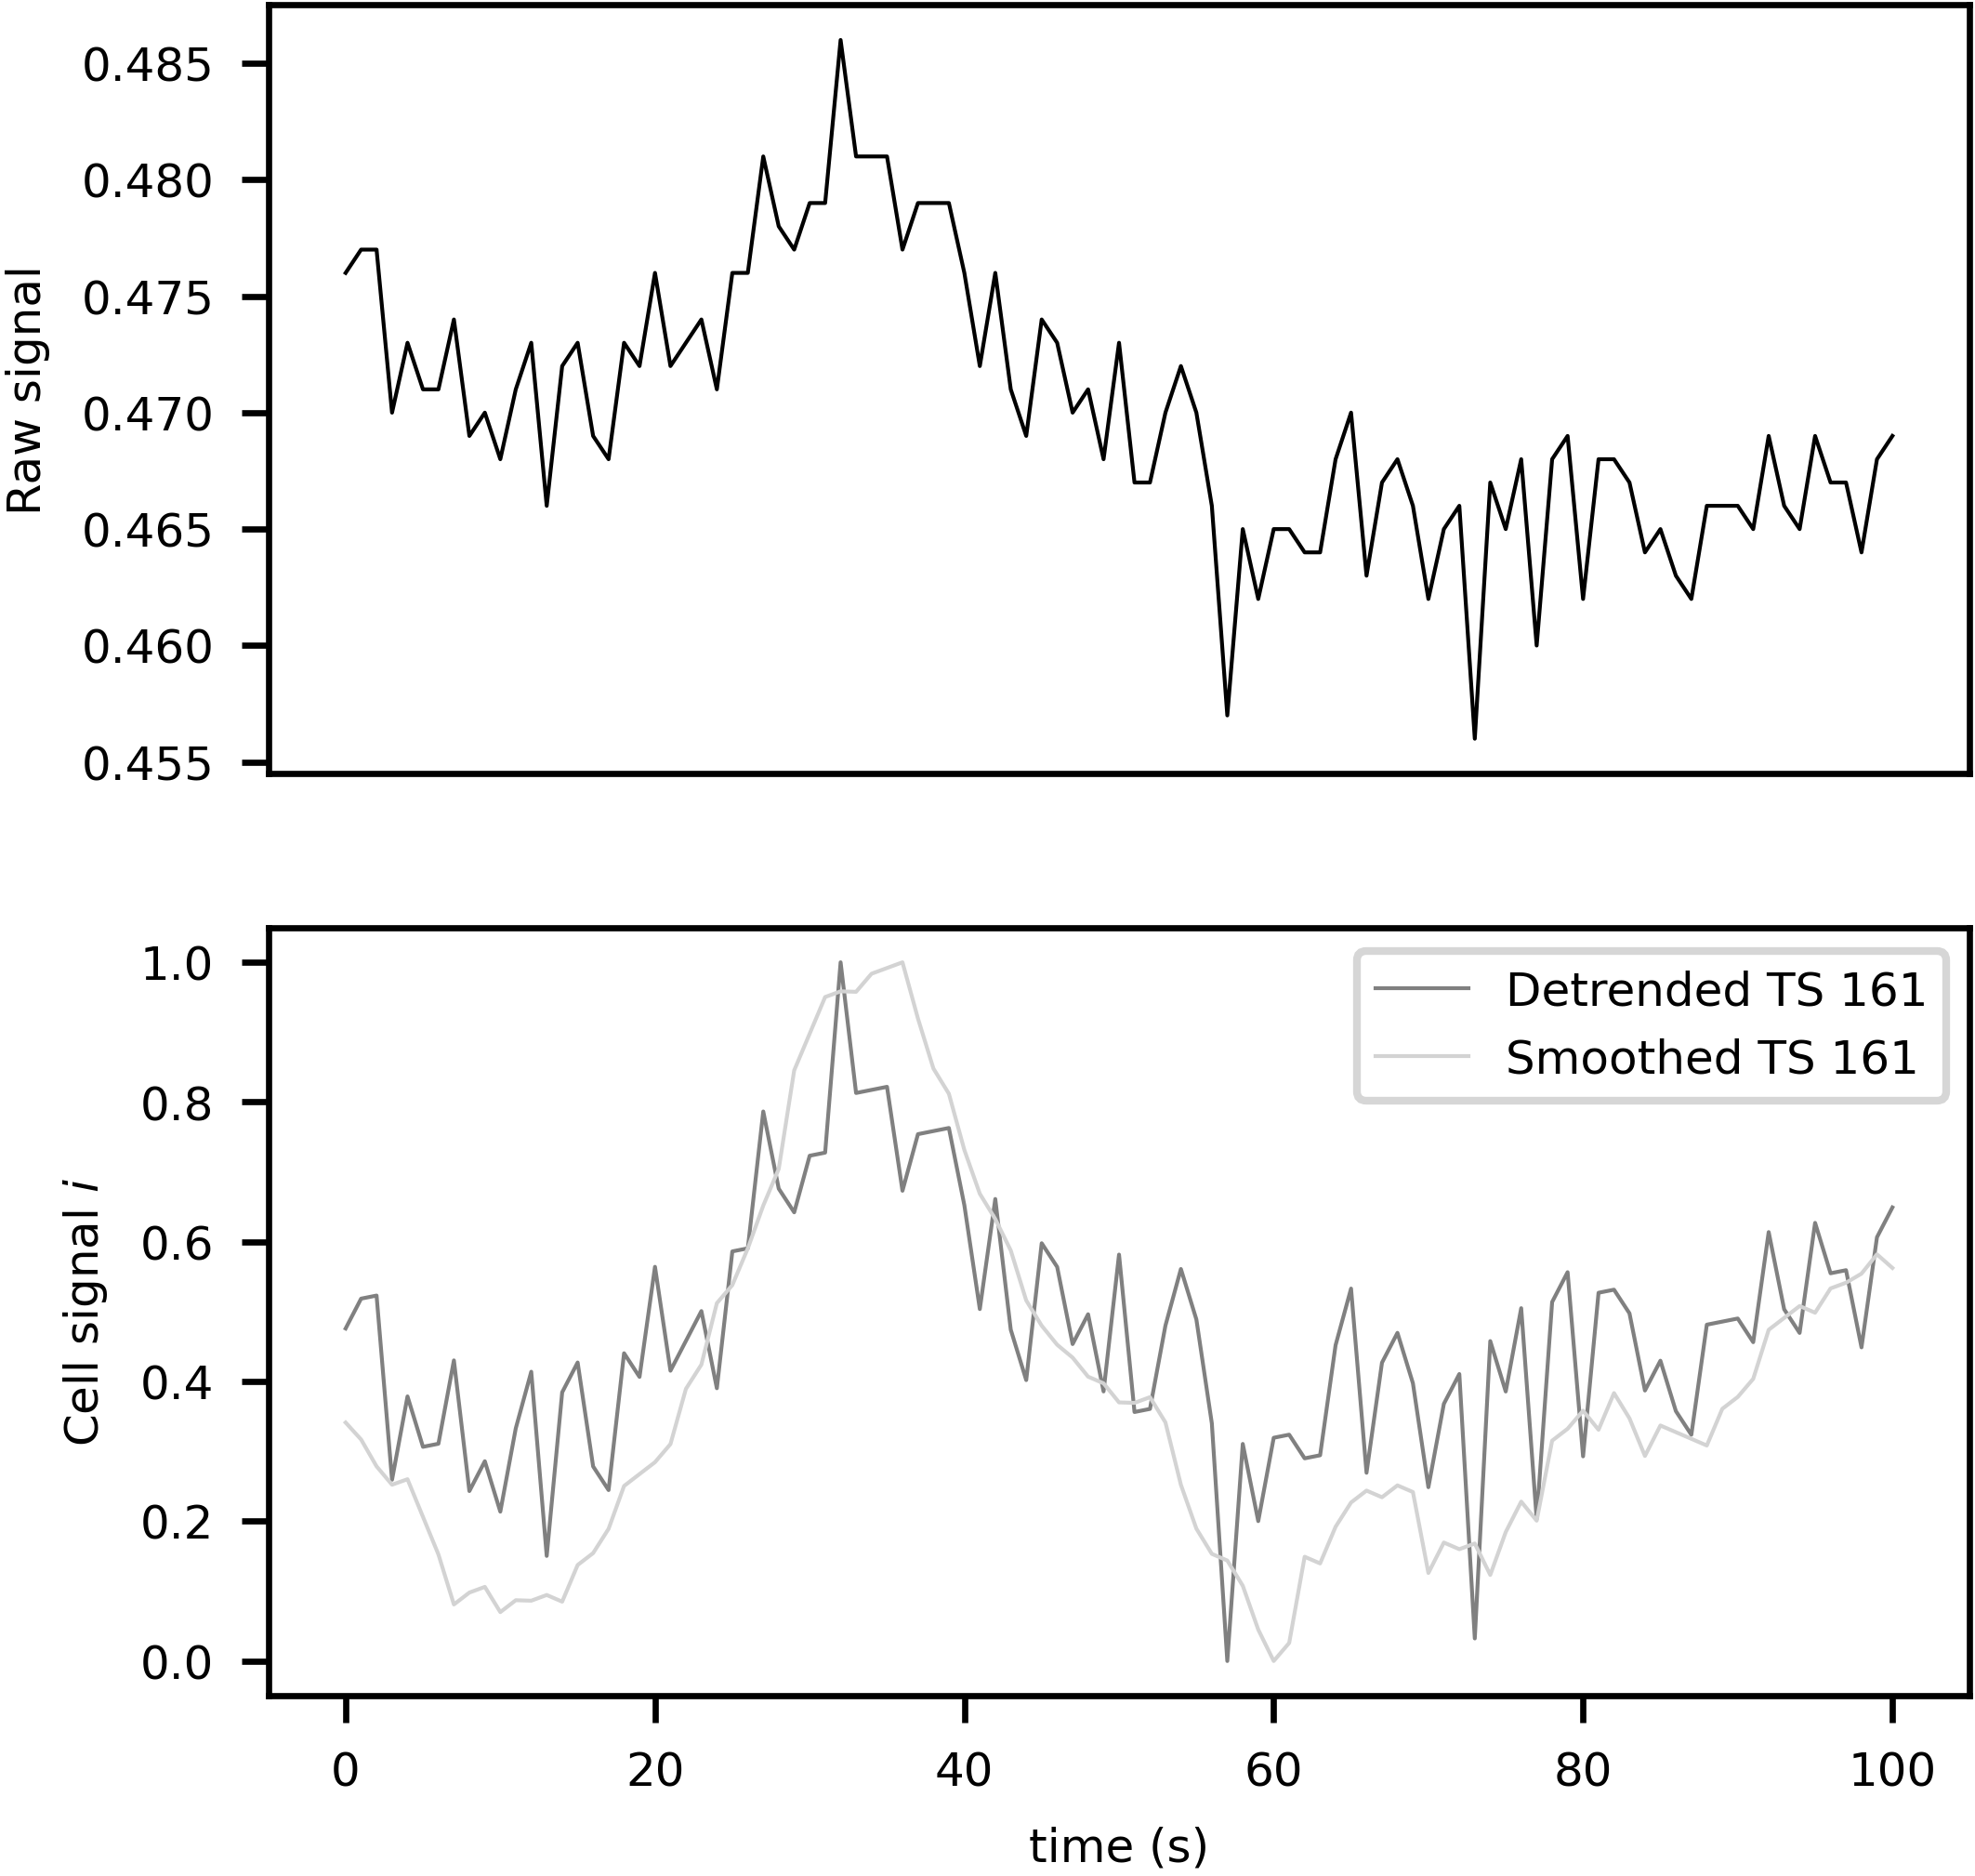 Raw signal
0.485
0.480
0.475
0.470
0.465
0.460
0.455
Cell signal i
1.0
0.8
0.6
0.4
0.2
0.0
Detrended TS 161
Smoothed TS 161
0 20 40 60 80 100
time (s)